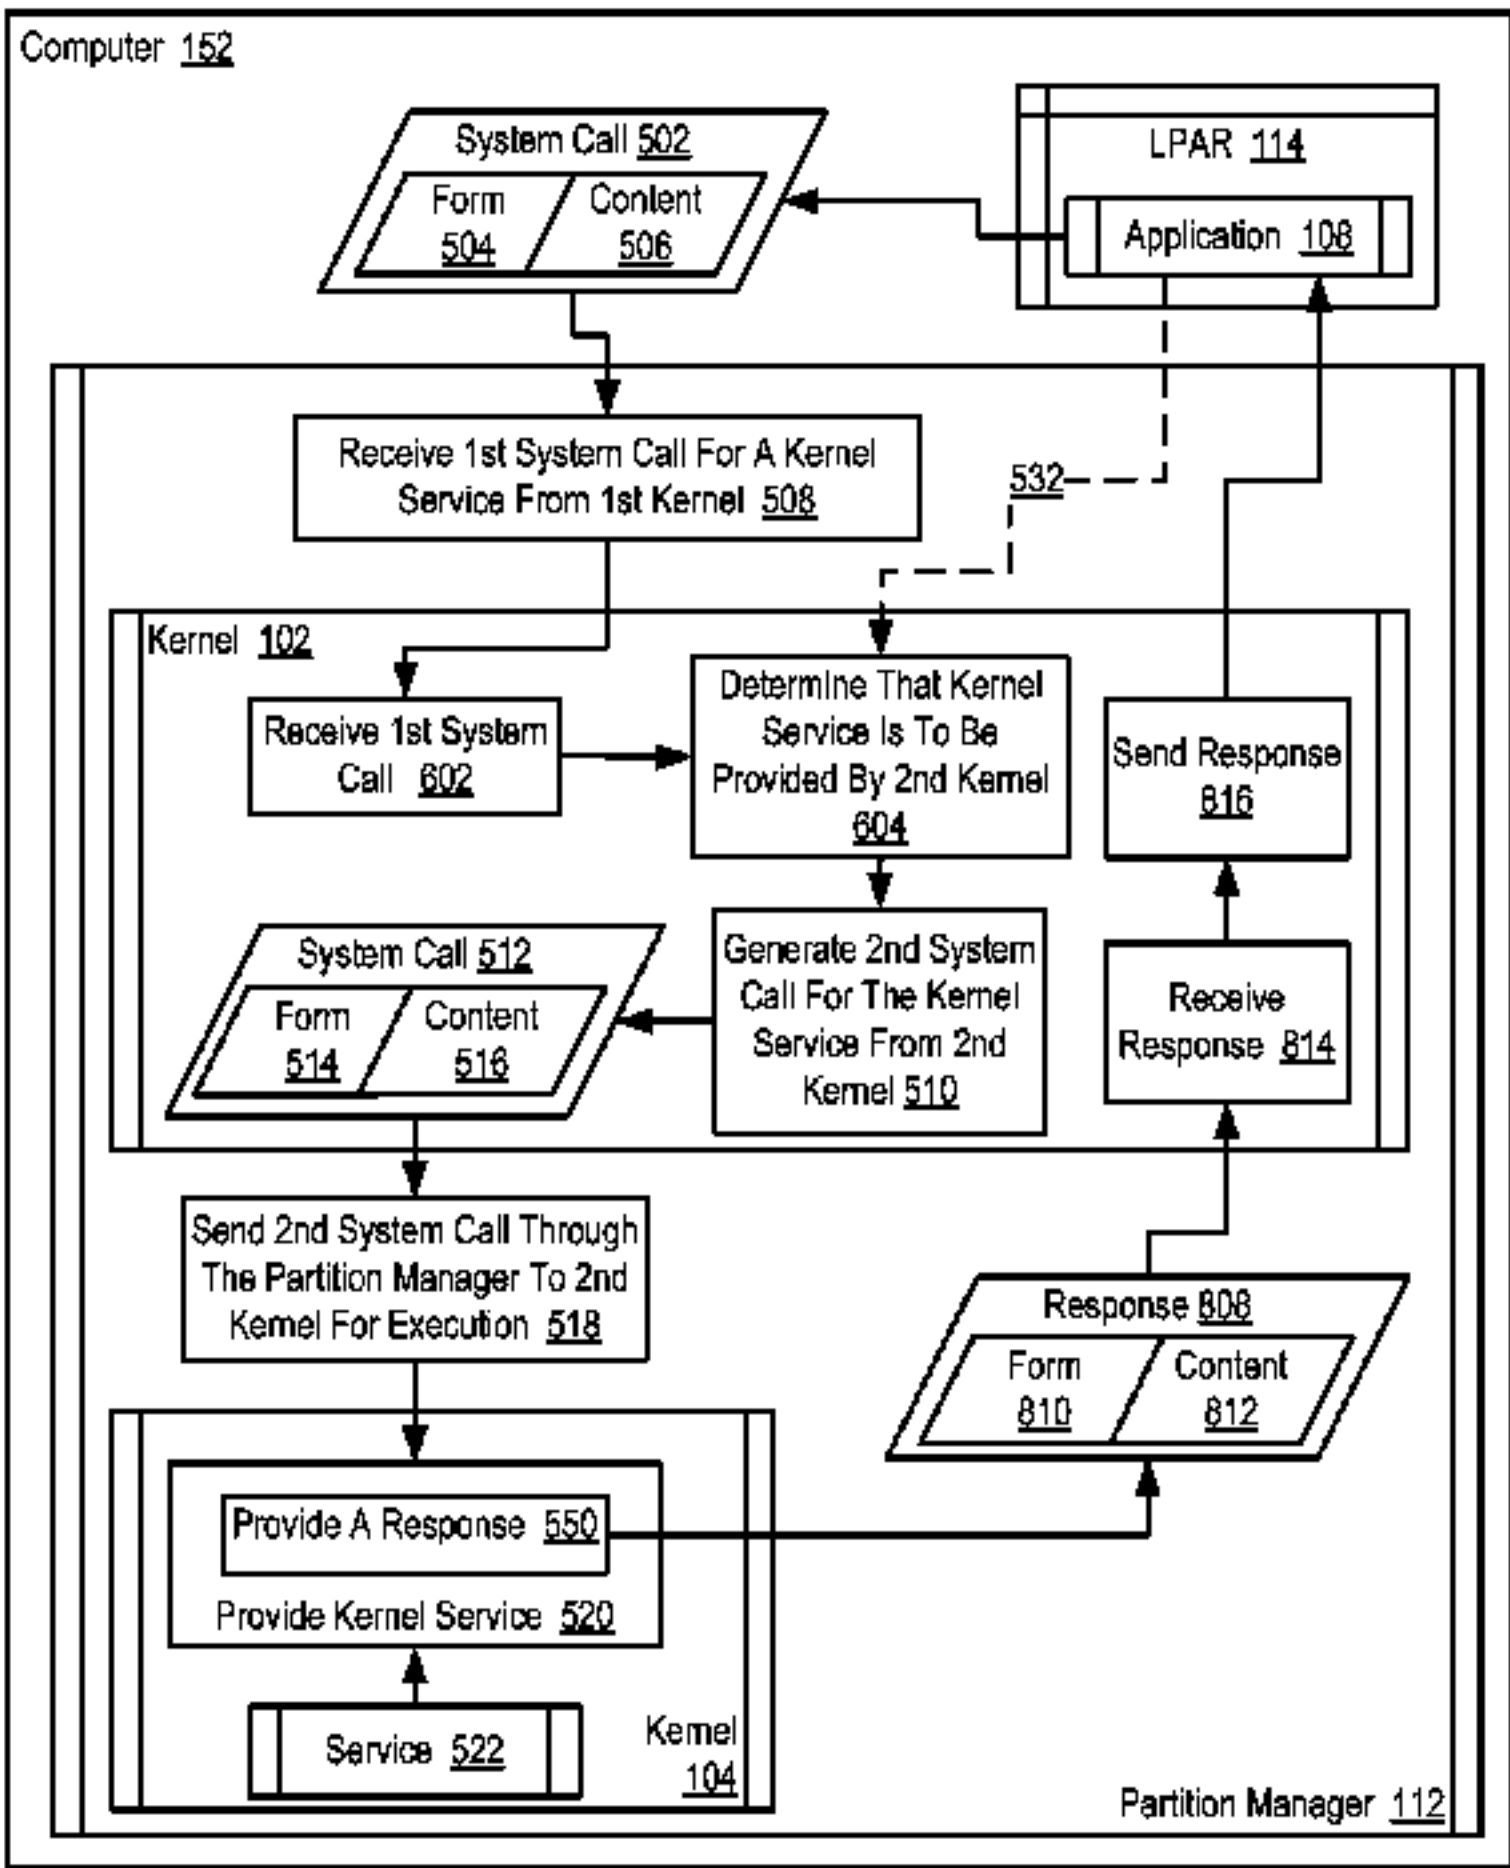 Computer 152
System Call 502
Form
504
Content
506
LPAR 114
Application 108
Receive 1st System Call For A Kernel
Service From 1st Kernel 508
532
Kernel 102
Receive 1st System
Call 602
Determine That Kernel
Service Is To Be
Provided By 2nd Kernel
604
Send Response
816
System Call 512
Form
514
Content
516
Generate 2nd System
Call For The Kernel
Service From 2nd
Kernel 510
Receive
Response 814
Send 2nd System Call Through
The Partition Manager To 2nd
Kernel For Execution 518
Response 808
Form
810
Content
812
Provide A Response 550
Provide Kernel Service 520
Service 522
Kernel
104
Partition Manager 112